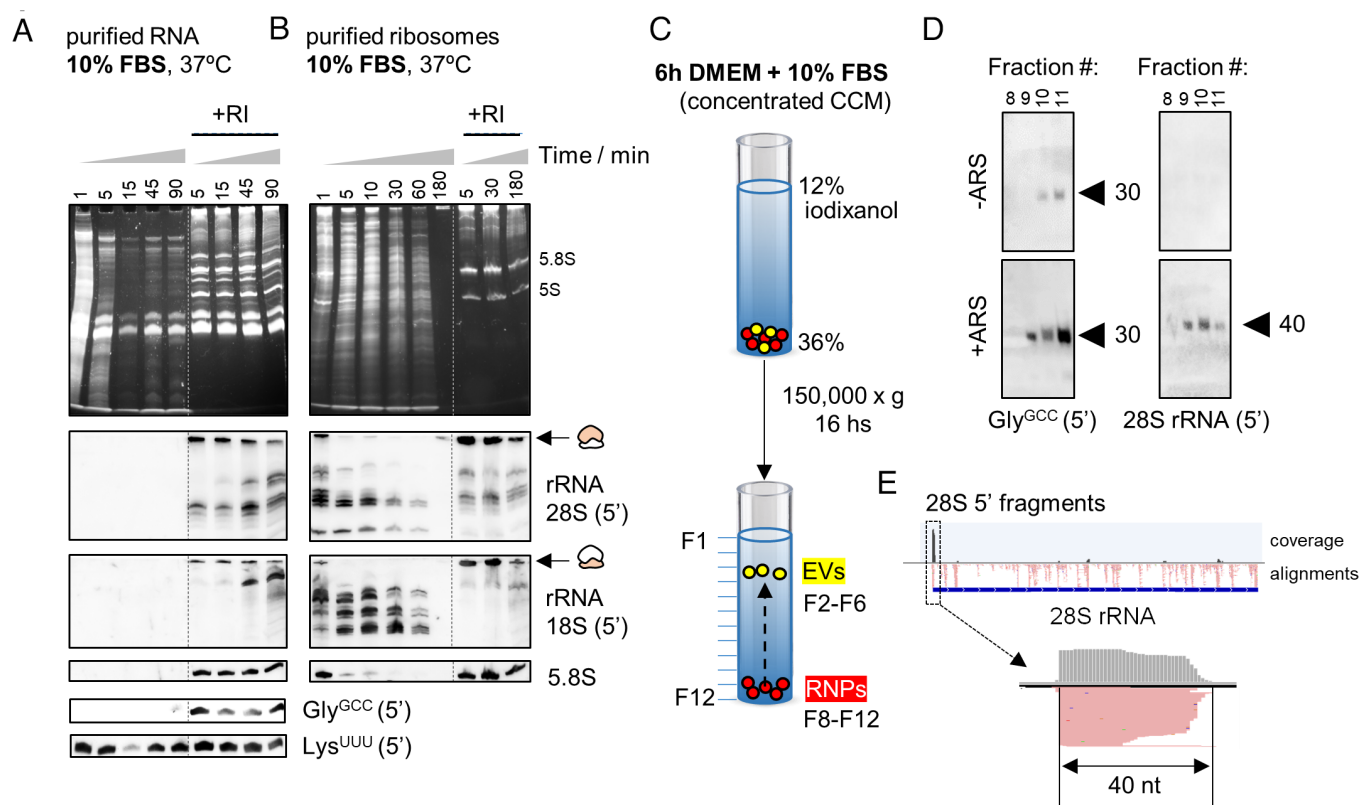 A
purified RNA
10% FBS, 37ºC
+RI
1 5 15 45 90 5 15 45 90
B
purified ribosomes
10% FBS, 37ºC
+RI
Time / min
1 5 10 30 60 180 5 30 180
5.8S
5S
rRNA
28S (5')
rRNA
18S (5')
5.8S
GlyGCC (5')
LysUUU (5')
C
6h DMEM + 10% FBS
(concentrated CCM)
12%
iodixanol
36%
150,000 x g
16 hs
F1
EVs
F2-F6
RNPs
F12
F8-F12
D
Fraction #:
Fraction #:
8 9 10 11
8 9 10 11
-ARS
30
+ARS
30
40
GlyGCC (5')
28S rRNA (5')
E
28S 5' fragments
coverage
alignments
28S rRNA
40 nt